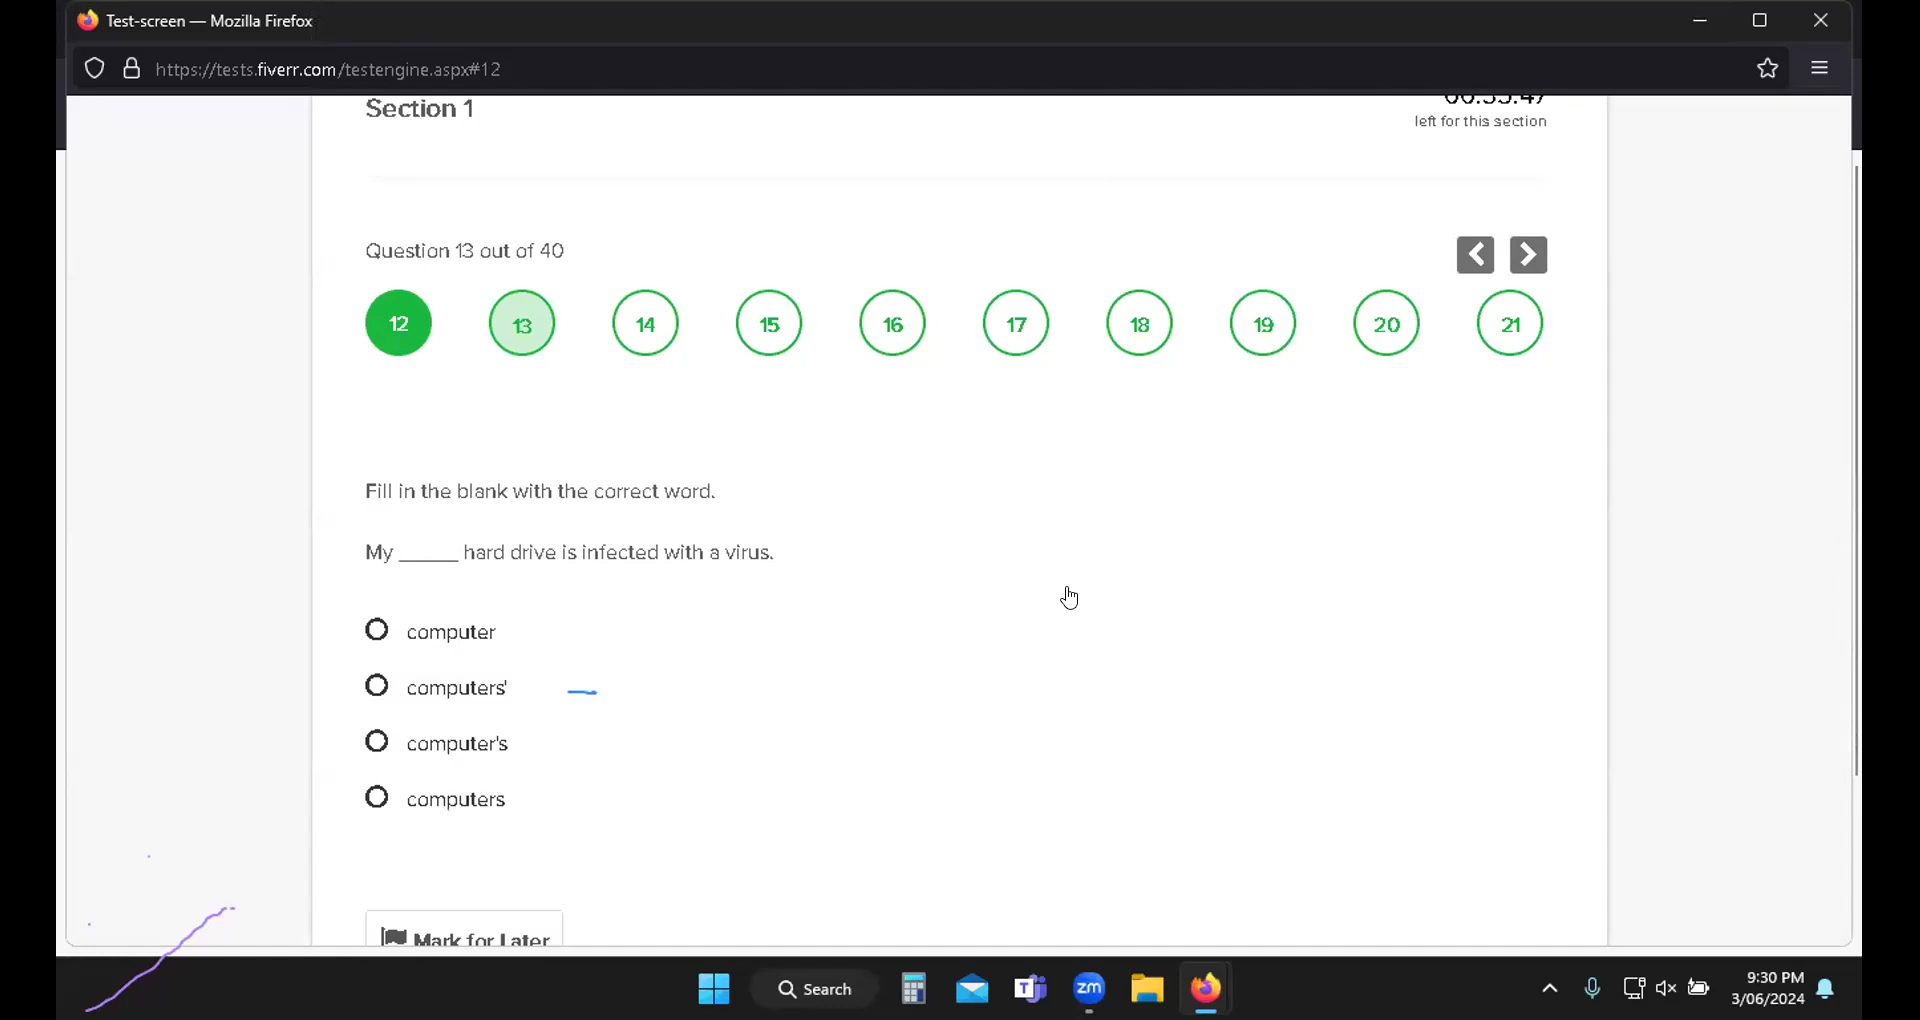 Test-screen — Mozilla Firefox
https://tests.fiverr.com/testengine.aspx#12
Section 1
left for this section
Question 13 out of 40
12 13 14 15 16 17 18 19 20 21
Fill in the blank with the correct word.
My ______ hard drive is infected with a virus.
computer
computers'
computer's
computers
Mark for Later
Search
T
zm
9:30 PM
3/06/2024